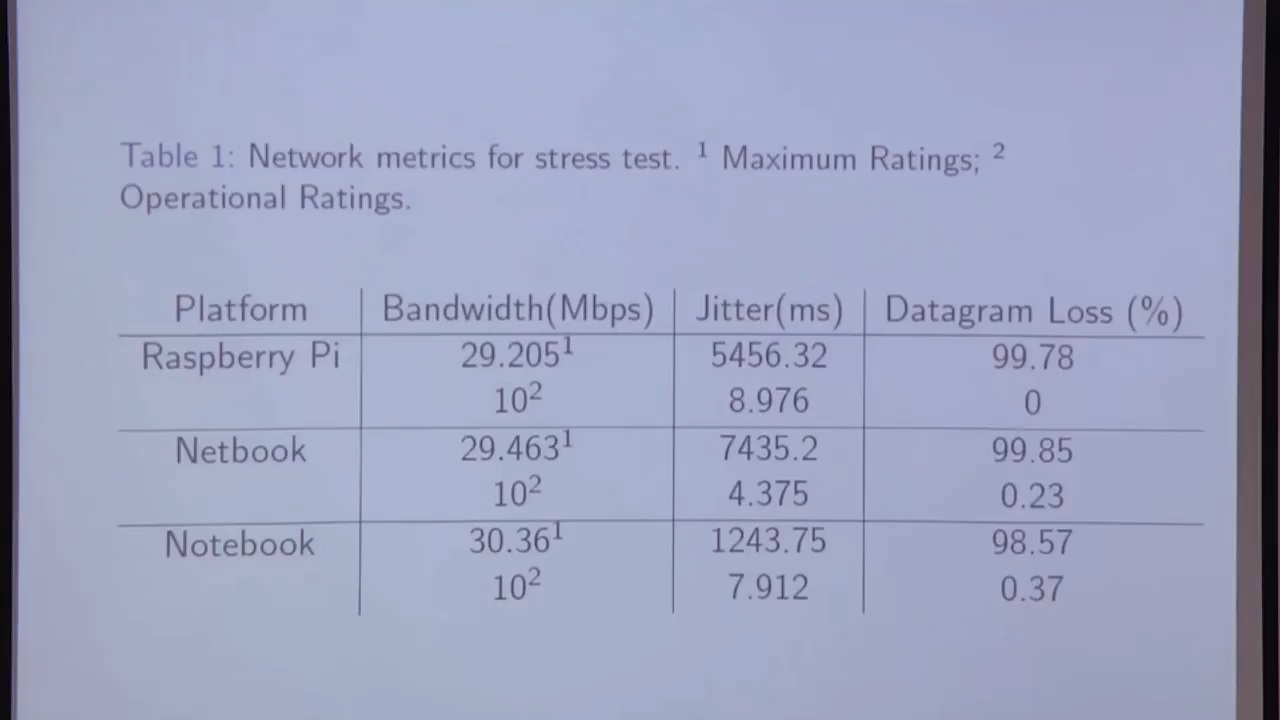 Table 1: Network metrics for stress test. ¹ Maximum Ratings; ²
Operational Ratings.
Platform Bandwidth(Mbps) Jitter(ms) Datagram Loss (%)
Raspberry Pi 29.205¹ 5456.32 99.78
10² 8.976 0
Netbook 29.463¹ 7435.2 99.85
10² 4.375 0.23
Notebook 30.36¹ 1243.75 98.57
10² 7.912 0.37